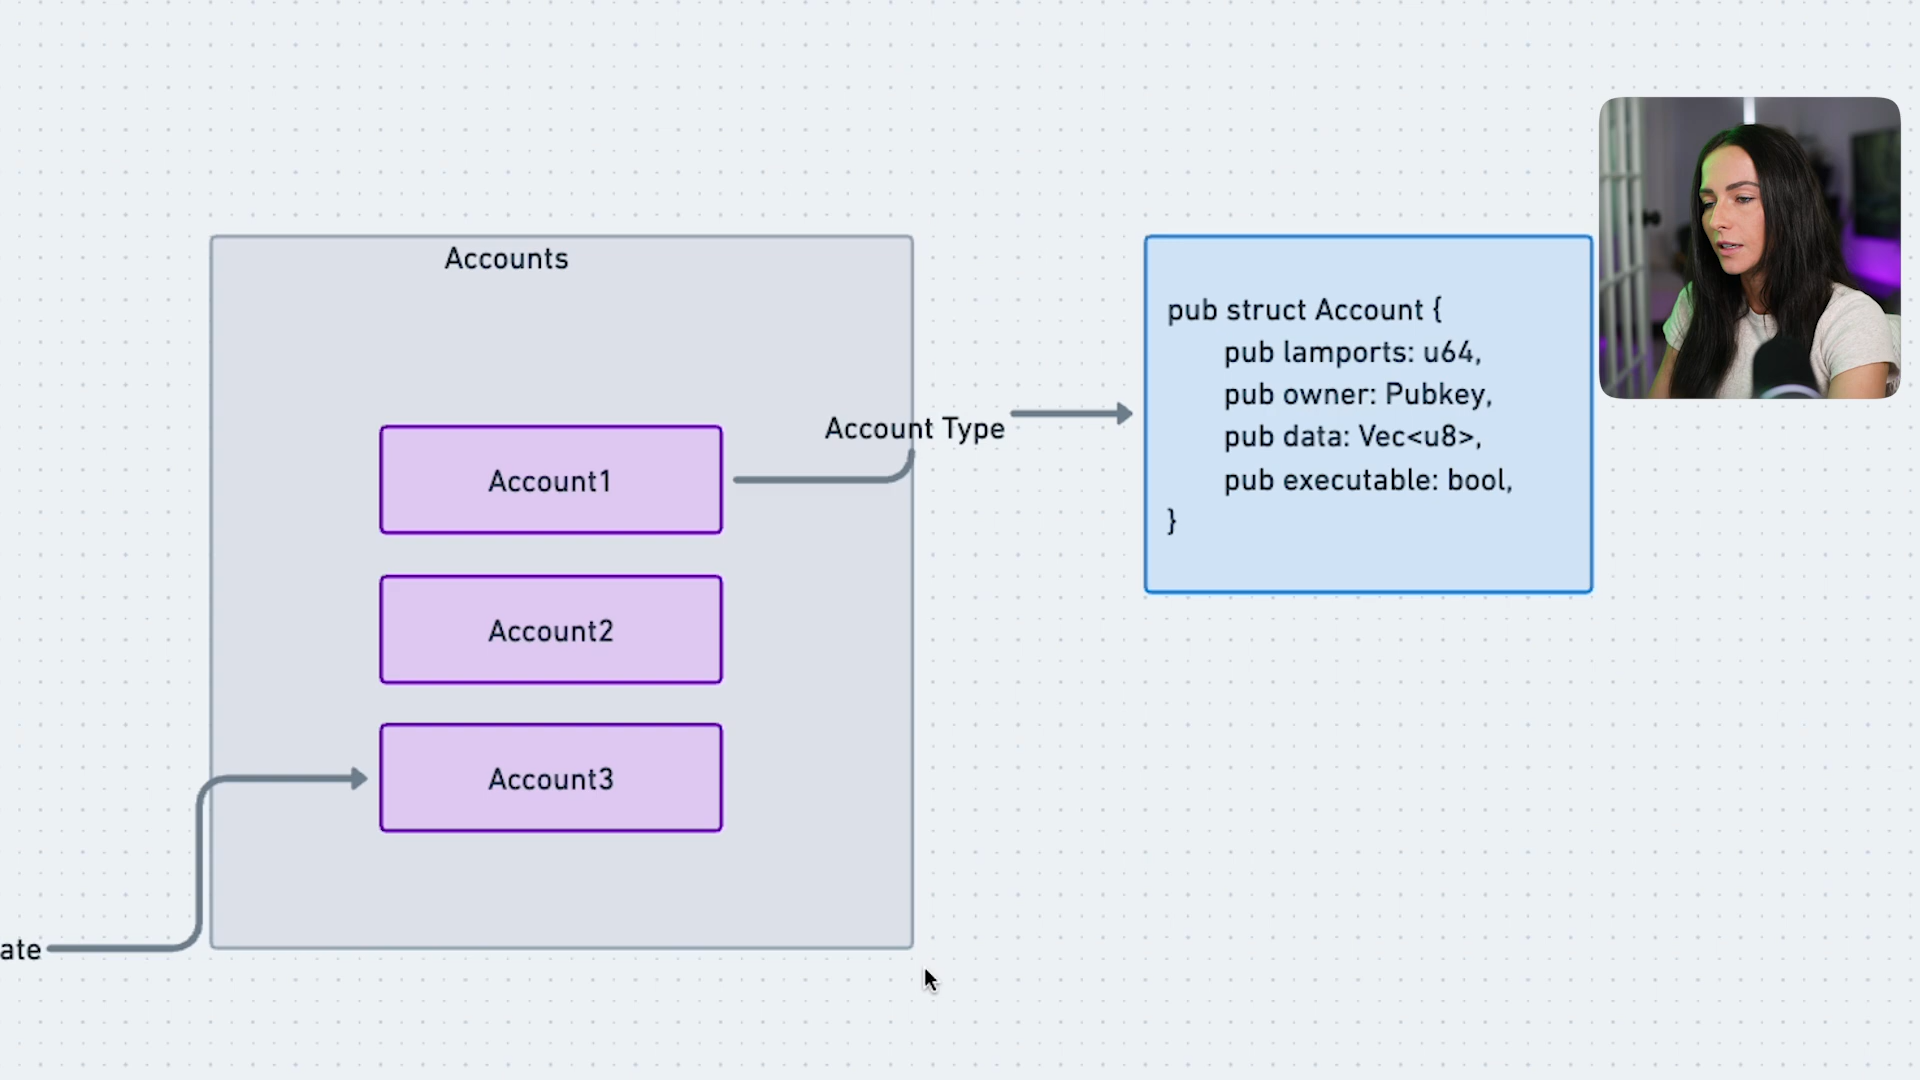 Accounts
Account1
Account2
Account3
Account Type
pub struct Account {
pub lamports: u64,
pub owner: Pubkey,
pub data: Vec<u8>,
pub executable: bool,
}
ate